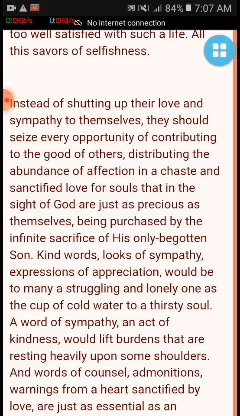 84% 7:07 AM
No internet connection
too well satisfied with such a life. All
this savors of selfishness.
Instead of shutting up their love and
sympathy to themselves, they should
seize every opportunity of contributing
to the good of others, distributing the
abundance of affection in a chaste and
sanctified love for souls that in the
sight of God are just as precious as
themselves, being purchased by the
infinite sacrifice of His only-begotten
Son. Kind words, looks of sympathy,
expressions of appreciation, would be
to many a struggling and lonely one as
the cup of cold water to a thirsty soul.
A word of sympathy, an act of
kindness, would lift burdens that are
resting heavily upon some shoulders.
And words of counsel, admonitions,
warnings from a heart sanctified by
love, are just as essential as an